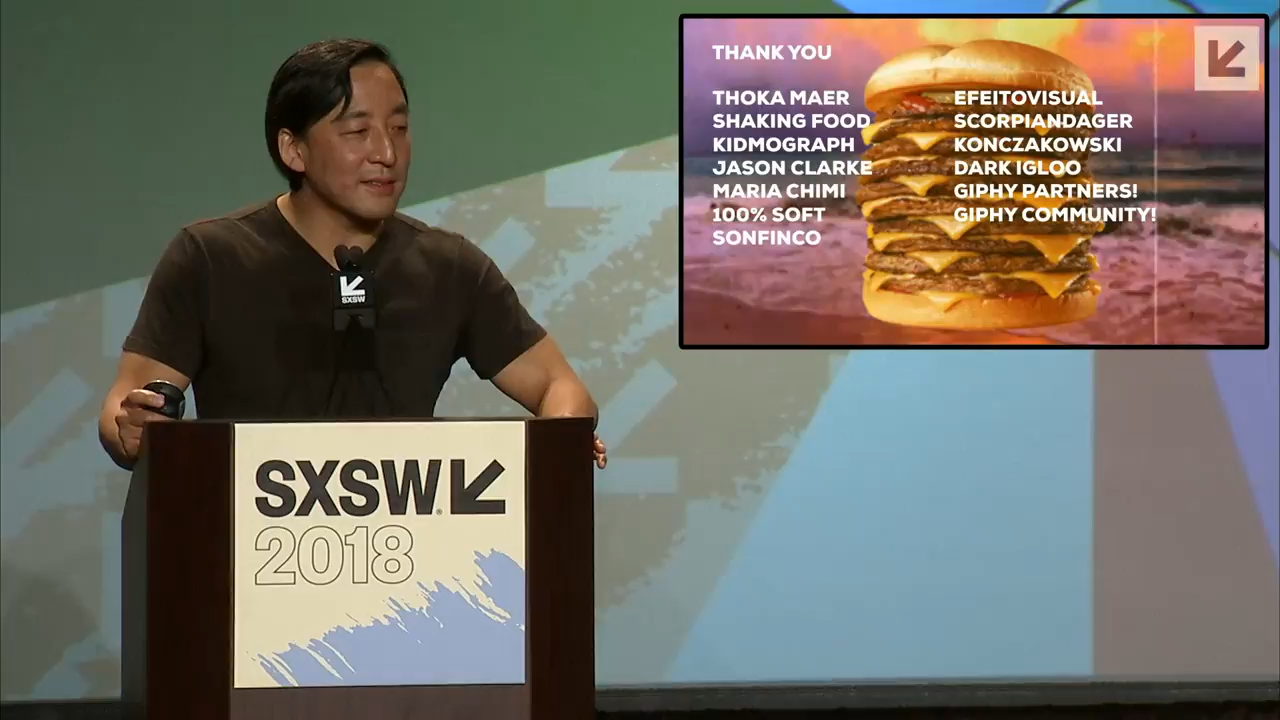 THANK YOU
THOKA MAER
SHAKING FOOD
KIDMOGRAPH
JASON CLARKE
MARIA CHIMI
100% SOFT
SONFINCO
EFEITOVISUAL
SCORPIANDAGER
KONCZAKOWSKI
DARK IGLOO
GIPHY PARTNERS!
GIPHY COMMUNITY!
SXSW
SXSW®
2018